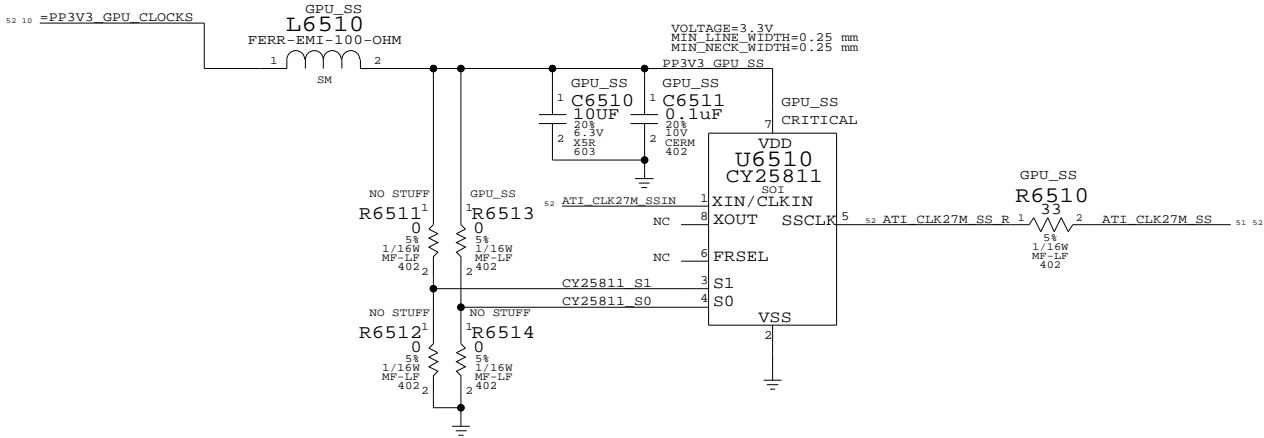 52 10 =PP3V3_GPU_CLOCKS
GPU_SS
L6510
FERR-EMI-100-OHM
1 2
SM
VOLTAGE=3.3V
MIN_LINE_WIDTH=0.25 mm
MIN_NECK_WIDTH=0.25 mm
PP3V3_GPU_SS
GPU_SS
1 C6510
10UF
20%
6.3V
2 X5R
603
GPU_SS
1 C6511
0.1uF
20%
10V
2 CERM
402
GPU_SS
CRITICAL
7
VDD
U6510
CY25811
SOI
52 ATI_CLK27M_SSIN 1 XIN/CLKIN
NC 8 XOUT
SSCLK 5
NC 6 FRSEL
CY25811_S1 3 S1
CY25811_S0 4 S0
VSS
2
52 ATI_CLK27M_SS_R
GPU_SS
R6510
1 33 2
5%
1/16W
MF-LF
402
ATI_CLK27M_SS 51 52
NO STUFF
R6511 1
0
5%
1/16W
MF-LF
402 2
GPU_SS
1 R6513
0
5%
1/16W
MF-LF
2 402
NO STUFF
R6512 1
0
5%
1/16W
MF-LF
402 2
NO STUFF
1 R6514
0
5%
1/16W
MF-LF
2 402